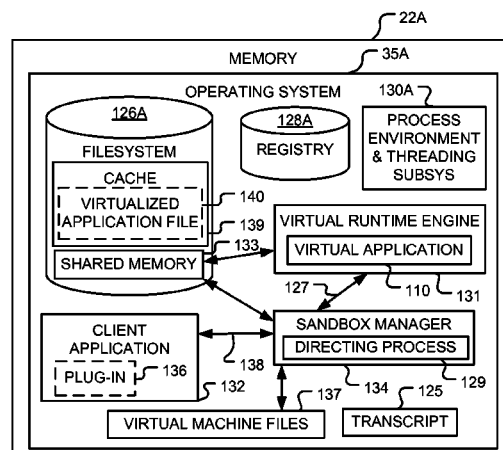 22A
MEMORY
35A
OPERATING SYSTEM
126A
FILESYSTEM
CACHE
VIRTUALIZED
APPLICATION FILE
140
139
133
SHARED MEMORY
128A
REGISTRY
130A
PROCESS
ENVIRONMENT
& THREADING
SUBSYS
VIRTUAL RUNTIME ENGINE
VIRTUAL APPLICATION
127
110
131
CLIENT
APPLICATION
PLUG-IN
136
132
138
SANDBOX MANAGER
DIRECTING PROCESS
134
129
137
VIRTUAL MACHINE FILES
125
TRANSCRIPT